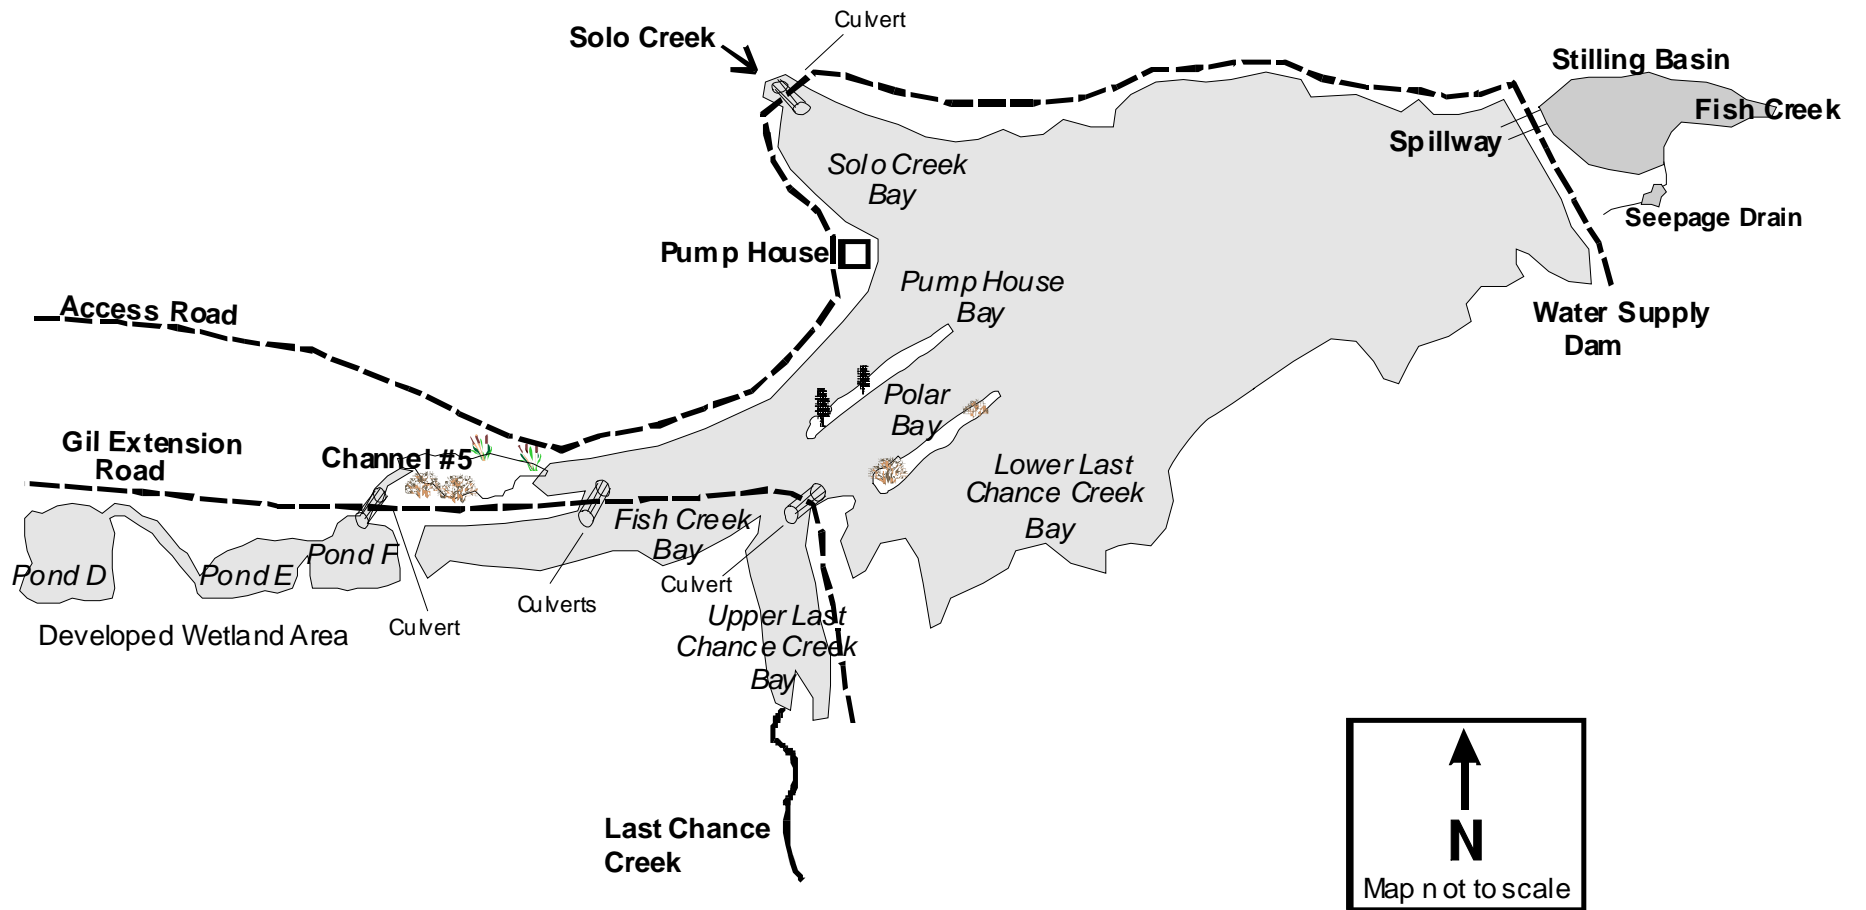 Culvert
Solo Creek
Stilling Basin
Fish Creek
Spillway
Solo Creek
Bay
Seepage Drain
Pump House
Pump House
Bay
Access Road
Water Supply
Dam
Polar
Bay
Gil Extension
Road
Channel #5
Lower Last
Chance Creek
Bay
Fish Creek
Bay
Pond D
Pond E
Pond F
Culvert
Culverts
Culvert
Developed Wetland Area
Upper Last
Chance Creek
Bay
Last Chance
Creek
N
Map not to scale